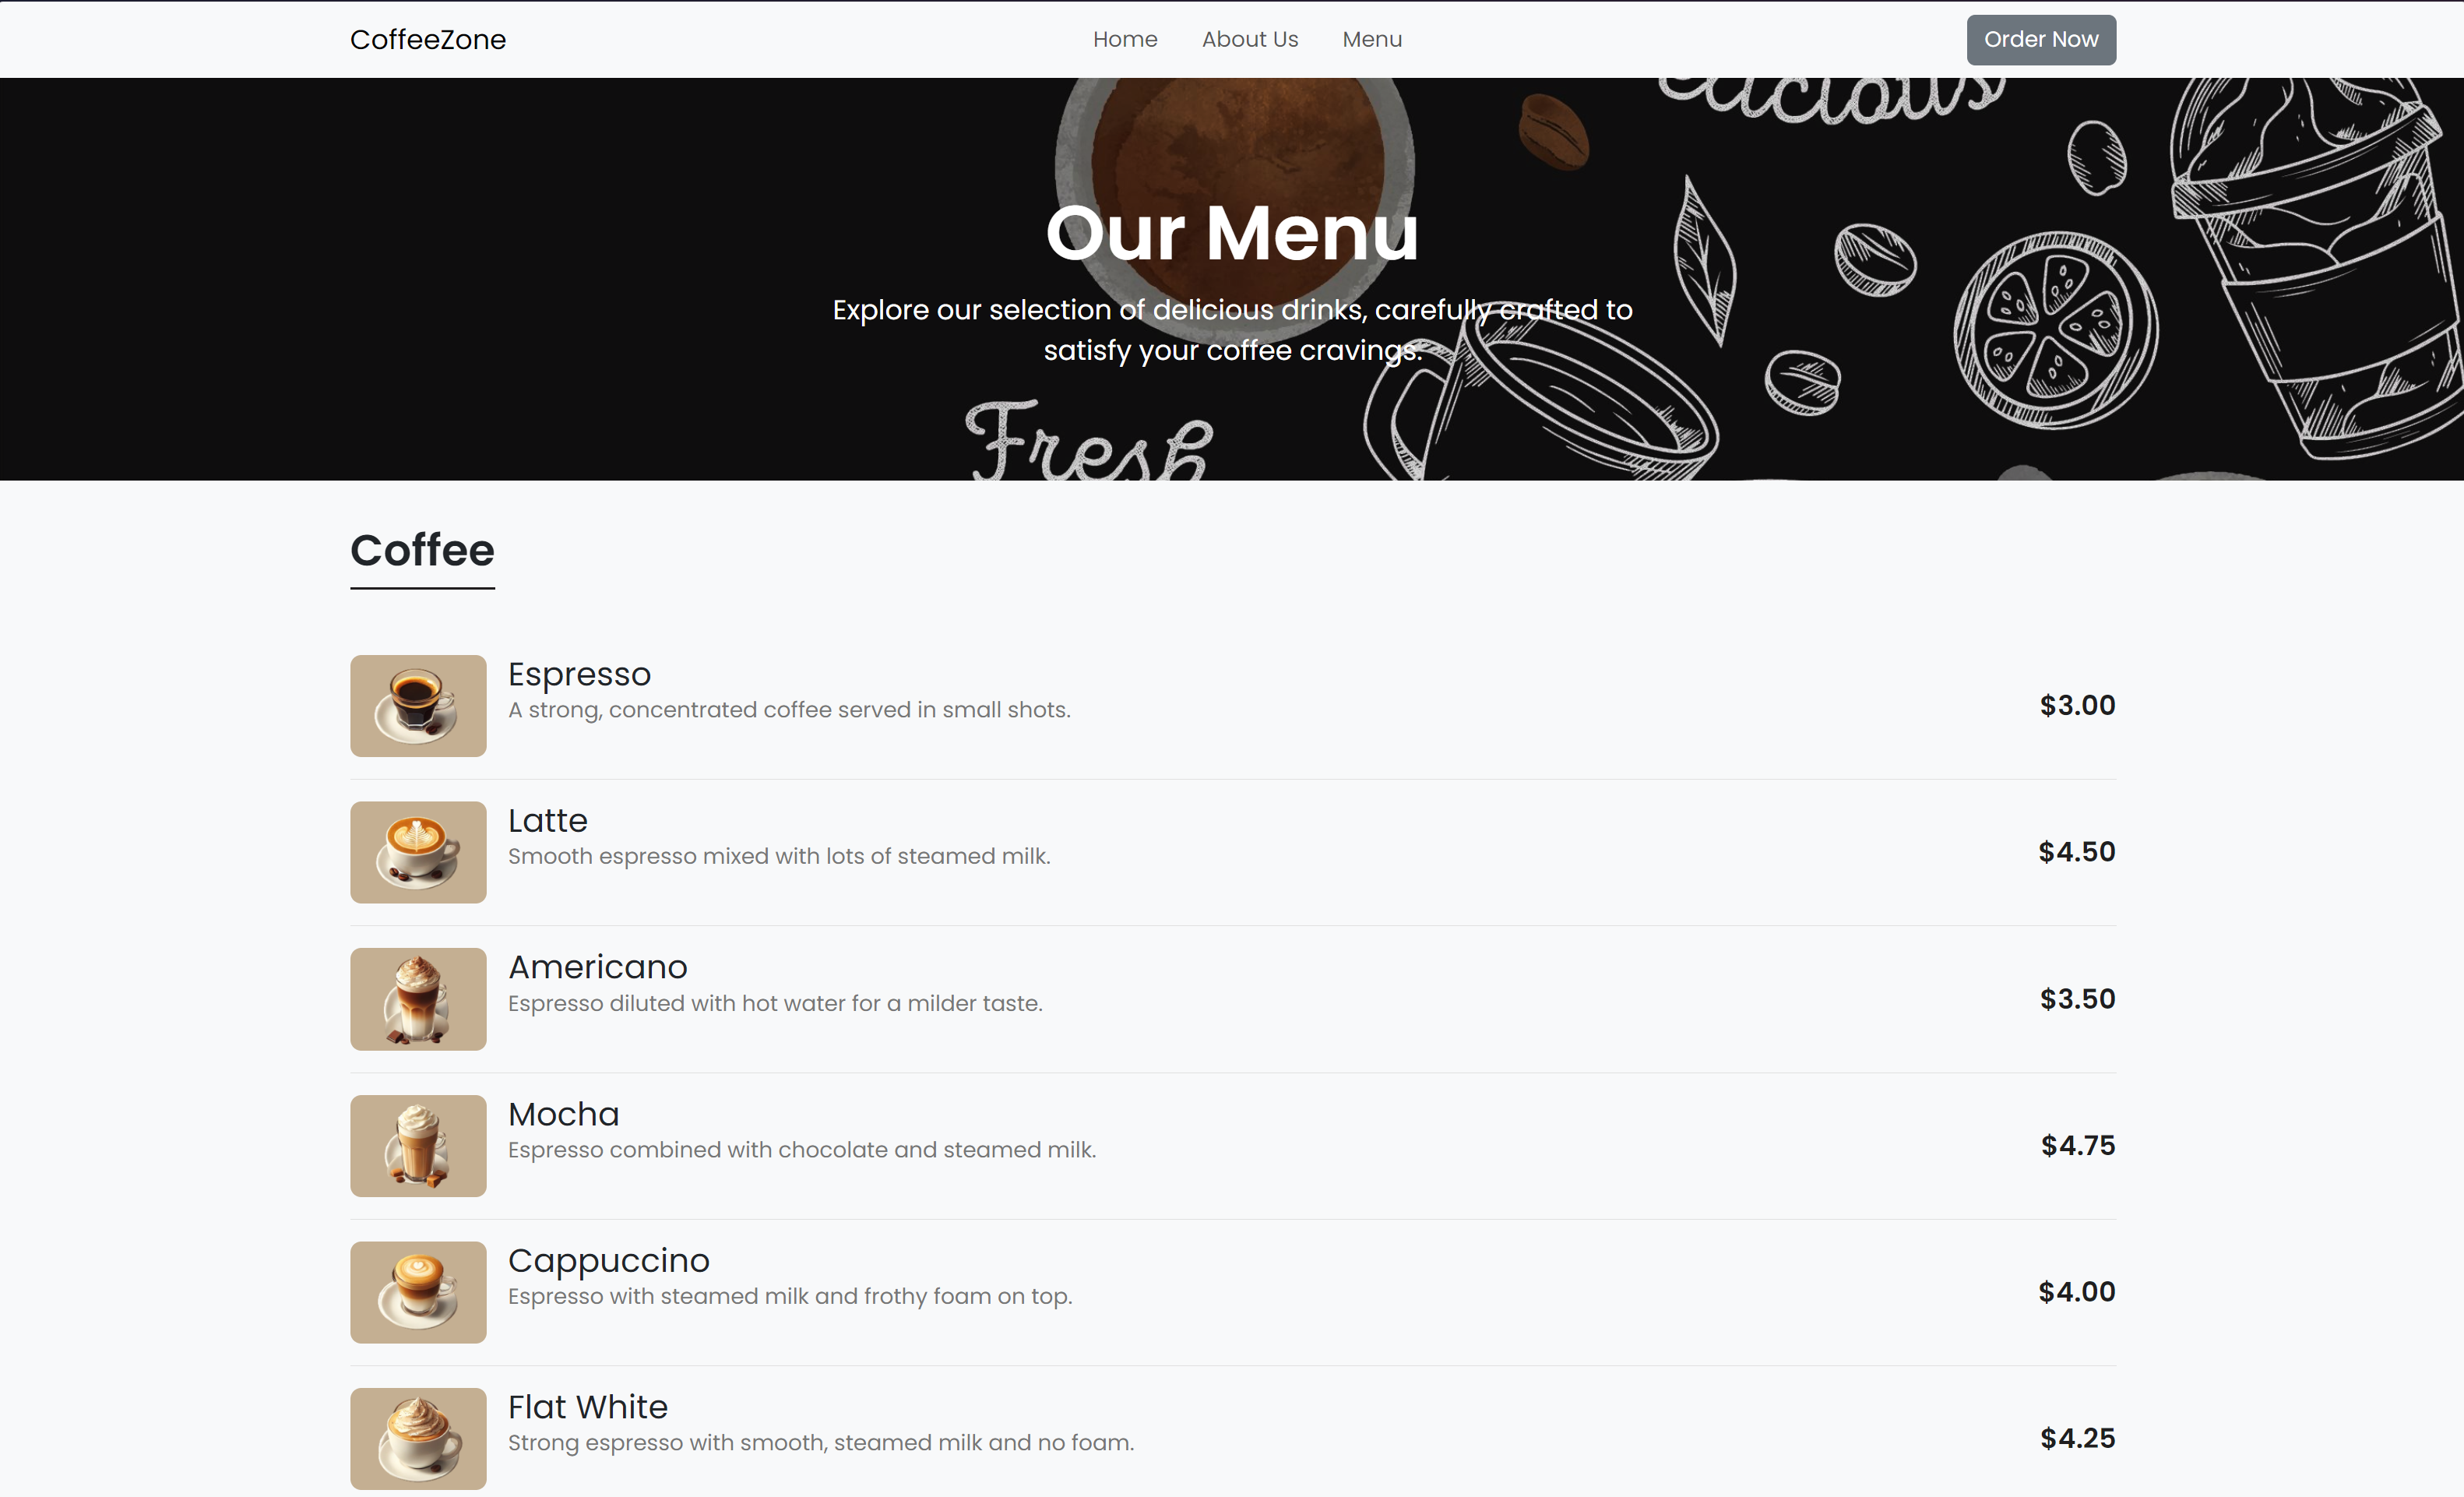 CoffeeZone
Home About Us Menu
Order Now
Our Menu
Explore our selection of delicious drinks, carefully crafted to
satisfy your coffee cravings.
Fresh
Coffee
Espresso
A strong, concentrated coffee served in small shots.
$3.00
Latte
Smooth espresso mixed with lots of steamed milk.
$4.50
Americano
Espresso diluted with hot water for a milder taste.
$3.50
Mocha
Espresso combined with chocolate and steamed milk.
$4.75
Cappuccino
Espresso with steamed milk and frothy foam on top.
$4.00
Flat White
Strong espresso with smooth, steamed milk and no foam.
$4.25